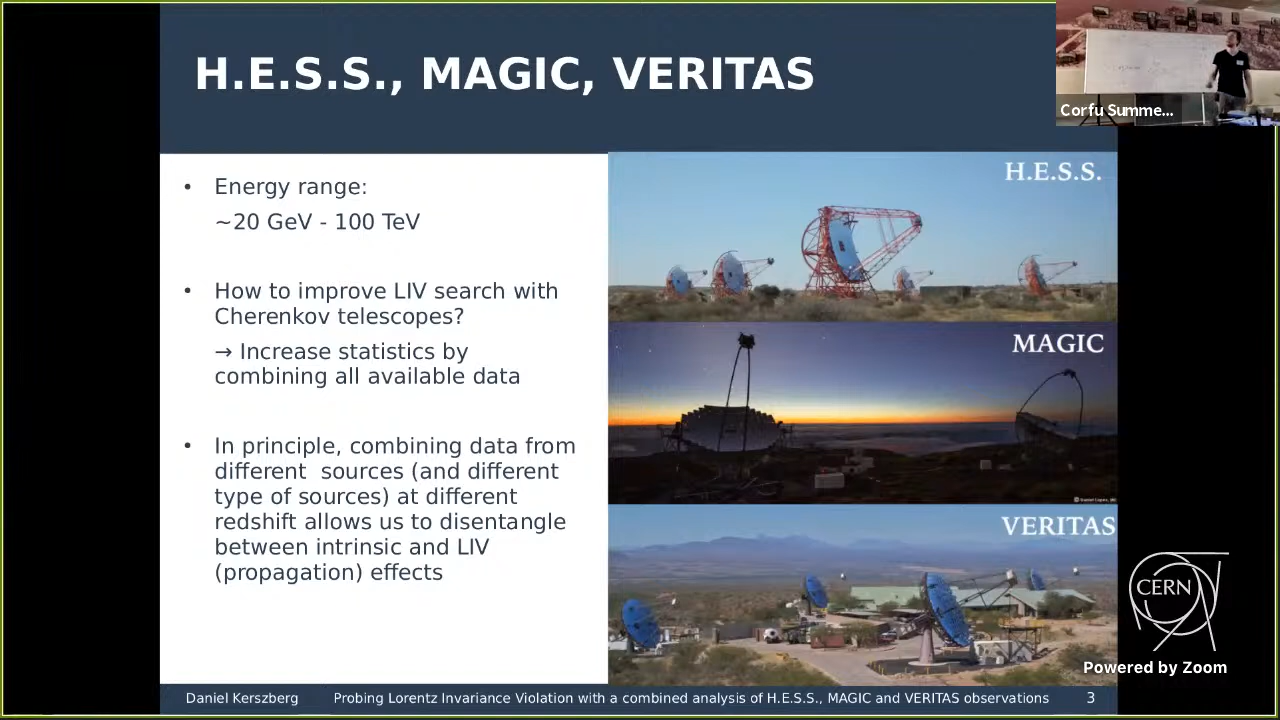 H.E.S.S., MAGIC, VERITAS
Corfu Summe...
• Energy range:
~20 GeV - 100 TeV
• How to improve LIV search with
Cherenkov telescopes?
→ Increase statistics by
combining all available data
• In principle, combining data from
different  sources (and different
type of sources) at different
redshift allows us to disentangle
between intrinsic and LIV
(propagation) effects
H.E.S.S.
MAGIC
VERITAS
CERN
Powered by Zoom
Daniel Kerszberg
Probing Lorentz Invariance Violation with a combined analysis of H.E.S.S., MAGIC and VERITAS observations
3